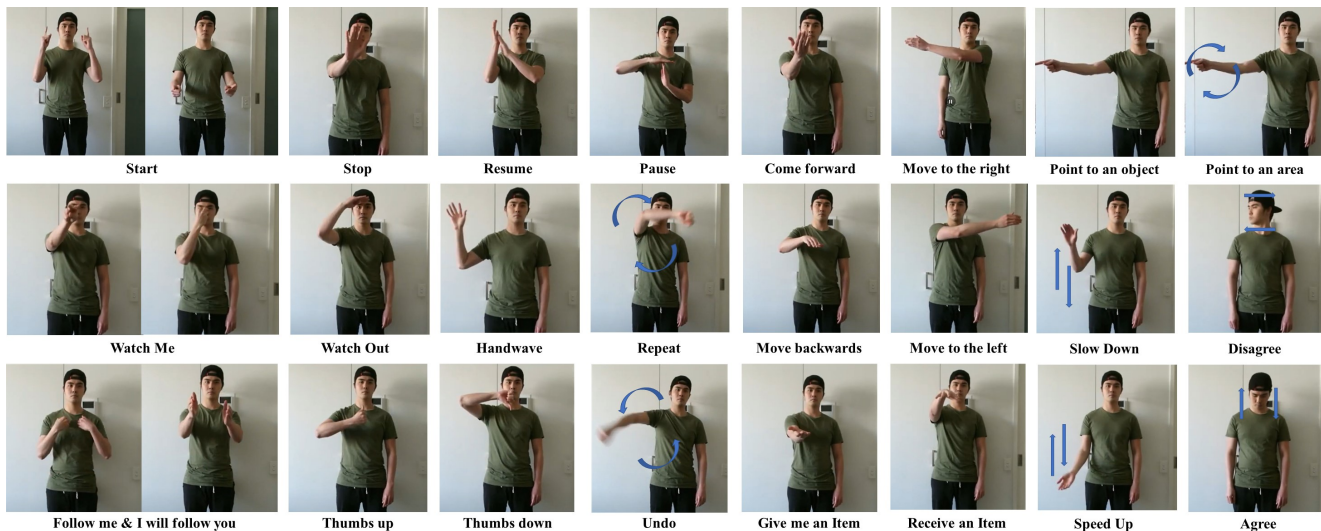 Start
Stop
Resume
Pause
Come forward
Move to the right
Point to an object
Point to an area
Watch Me
Watch Out
Handwave
Repeat
Move backwards
Move to the left
Slow Down
Disagree
Follow me & I will follow you
Thumbs up
Thumbs down
Undo
Give me an Item
Receive an Item
Speed Up
Agree